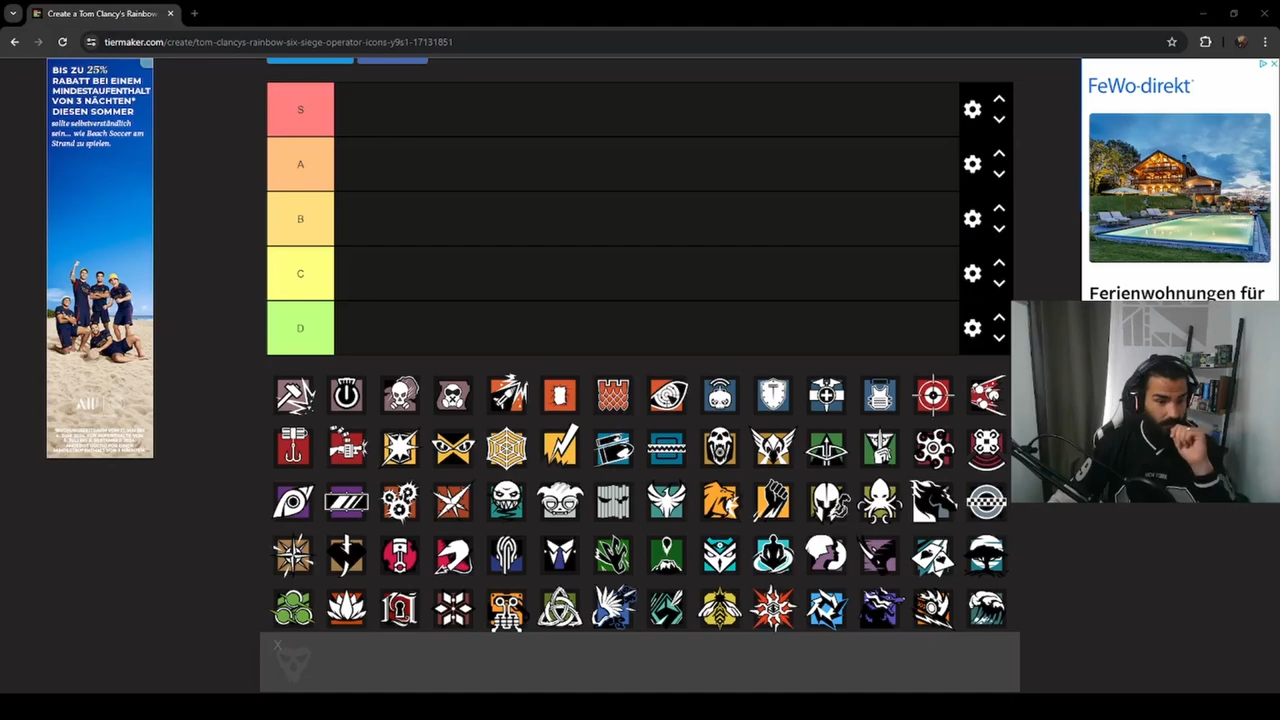 Create a Tom Clancy's Rainbow
tiermaker.com/create/tom-clancys-rainbow-six-siege-operator-icons-y9s1-17131851
BIS ZU 25%
RABATT BEI EINEM
MINDESTAUFENTHALT
VON 3 NÄCHTEN*
DIESEN SOMMER
sollte selbstverständlich
sein... wie Beach Soccer am
Strand zu spielen.
ALL
S
A
B
C
D
FeWo-direkt
Ferienwohnungen für
X